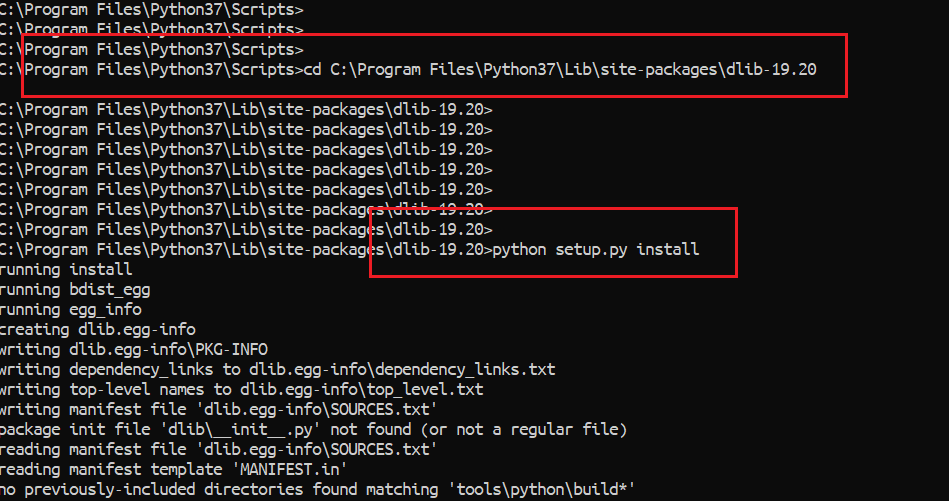 C:\Program Files\Python37\Scripts>
C:\Program Files\Python37\Scripts>
C:\Program Files\Python37\Scripts>
C:\Program Files\Python37\Scripts>cd C:\Program Files\Python37\Lib\site-packages\dlib-19.20
C:\Program Files\Python37\Lib\site-packages\dlib-19.20>
C:\Program Files\Python37\Lib\site-packages\dlib-19.20>
C:\Program Files\Python37\Lib\site-packages\dlib-19.20>
C:\Program Files\Python37\Lib\site-packages\dlib-19.20>
C:\Program Files\Python37\Lib\site-packages\dlib-19.20>
C:\Program Files\Python37\Lib\site-packages\dlib-19.20>
C:\Program Files\Python37\Lib\site-packages\dlib-19.20>
C:\Program Files\Python37\Lib\site-packages\dlib-19.20>python setup.py install
running install
running bdist_egg
running egg_info
creating dlib.egg-info
writing dlib.egg-info\PKG-INFO
writing dependency_links to dlib.egg-info\dependency_links.txt
writing top-level names to dlib.egg-info\top_level.txt
writing manifest file 'dlib.egg-info\SOURCES.txt'
package init file 'dlib\__init__.py' not found (or not a regular file)
reading manifest file 'dlib.egg-info\SOURCES.txt'
reading manifest template 'MANIFEST.in'
no previously-included directories found matching 'tools\python\build*'